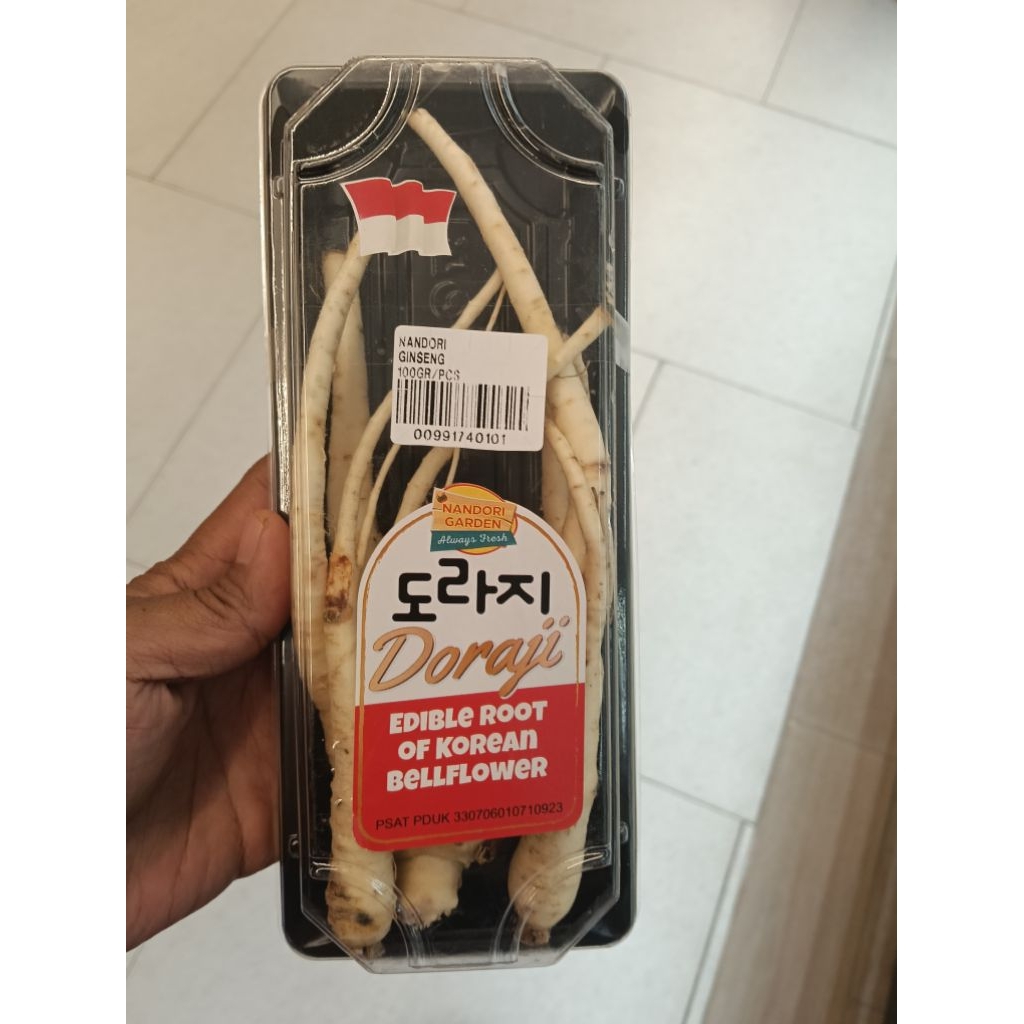 NANDORI
GINSENG
100GR/PCS
00991740101
NANDORI
GARDEN
Always Fresh
도라지
Doraji
EDIBLE ROOT
OF KOREAN
BELLFLOWER
PSAT PDUK 330706010710923